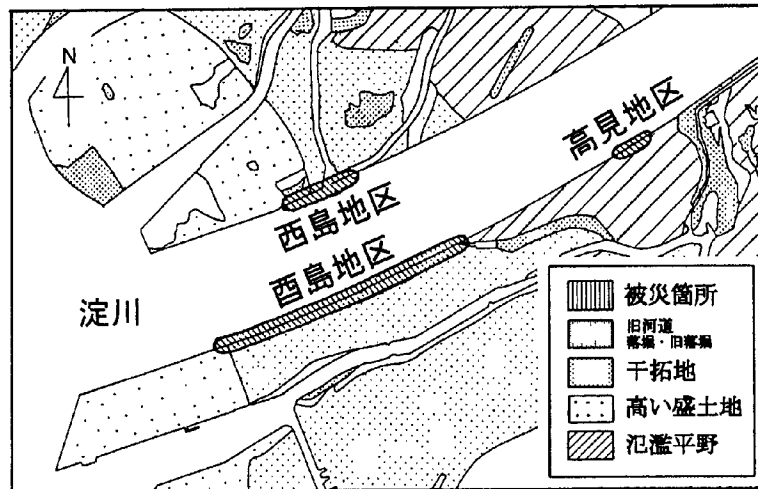 N
高見地区
西島地区
酉島地区
淀川
被災箇所
旧河道
落堀・旧落堀
干拓地
高い盛土地
氾濫平野